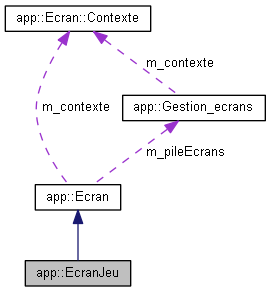 app::Ecran::Contexte
m_contexte
m_contexte
app::Gestion_ecrans
m_pileEcrans
app::Ecran
app::EcranJeu